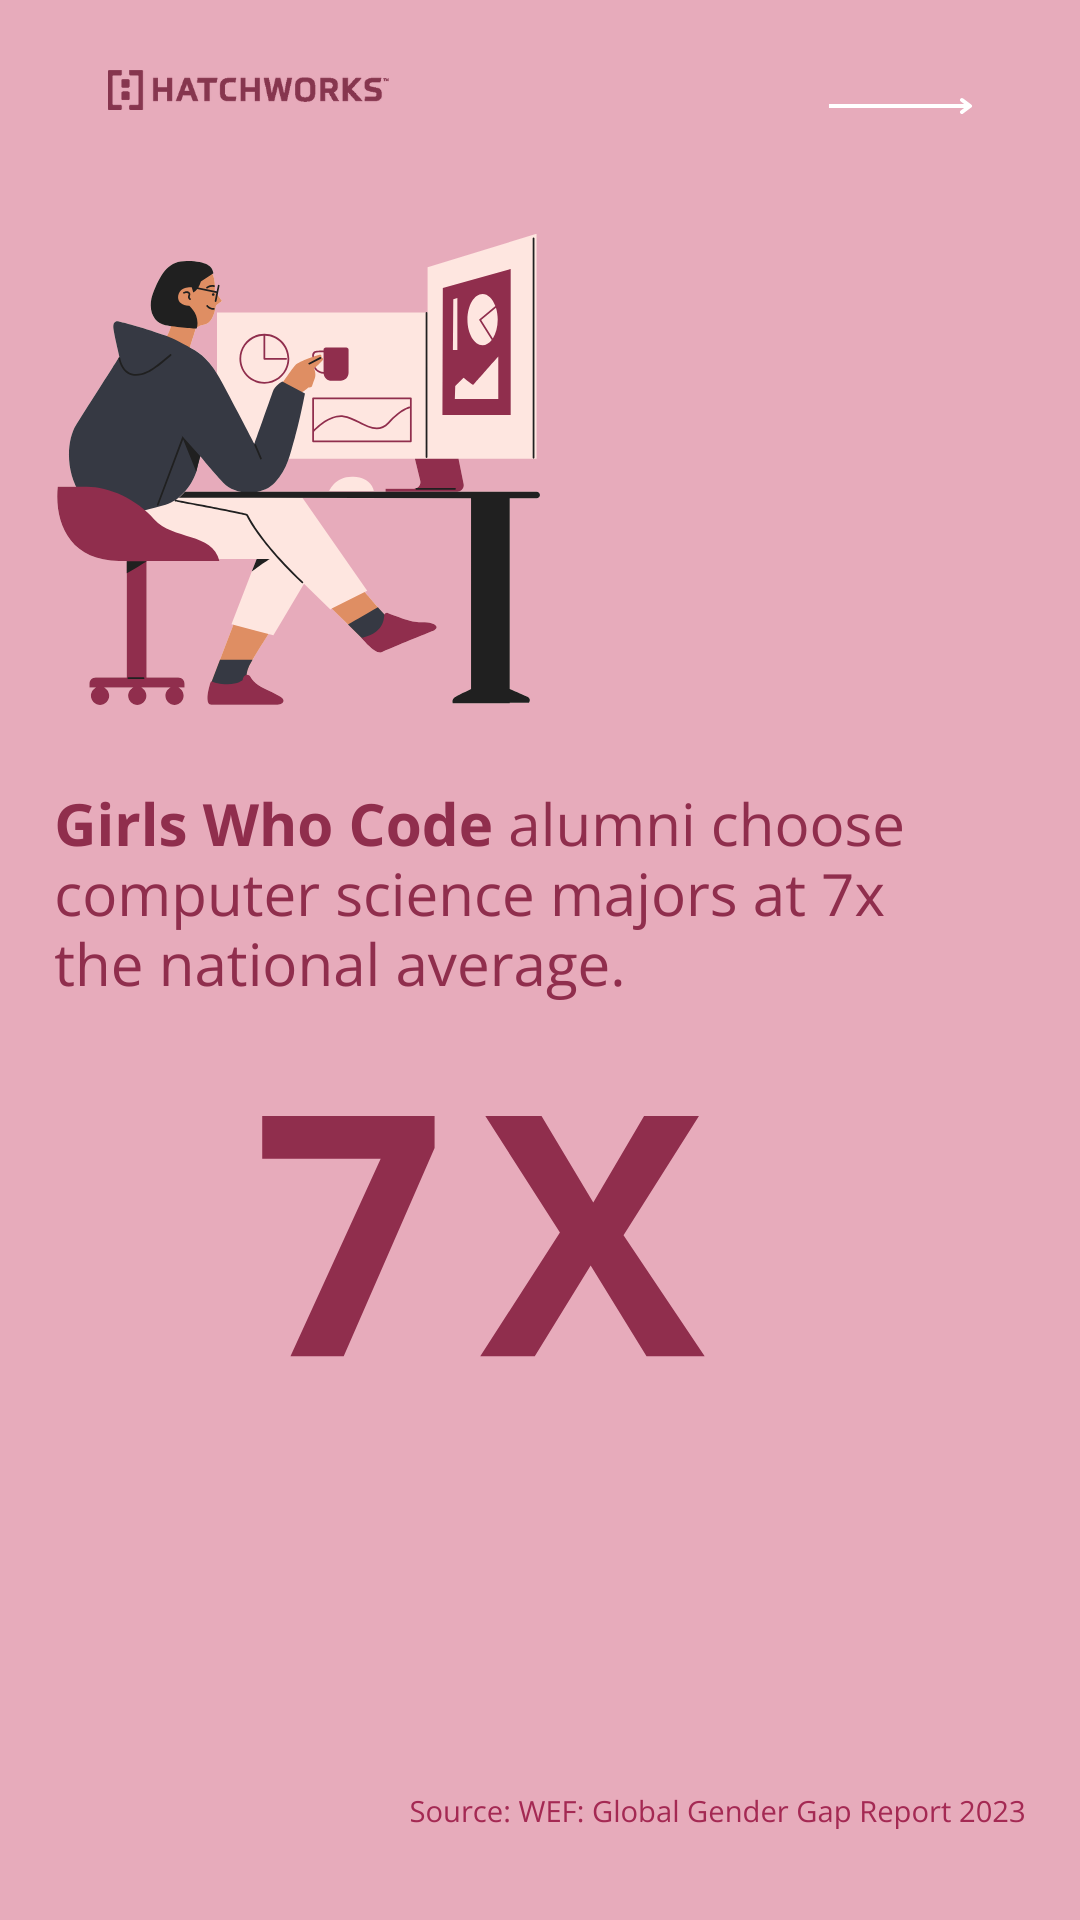 HATCHWORKS™
Girls Who Code alumni choose
computer science majors at 7x
the national average.
7X
Source: WEF: Global Gender Gap Report 2023